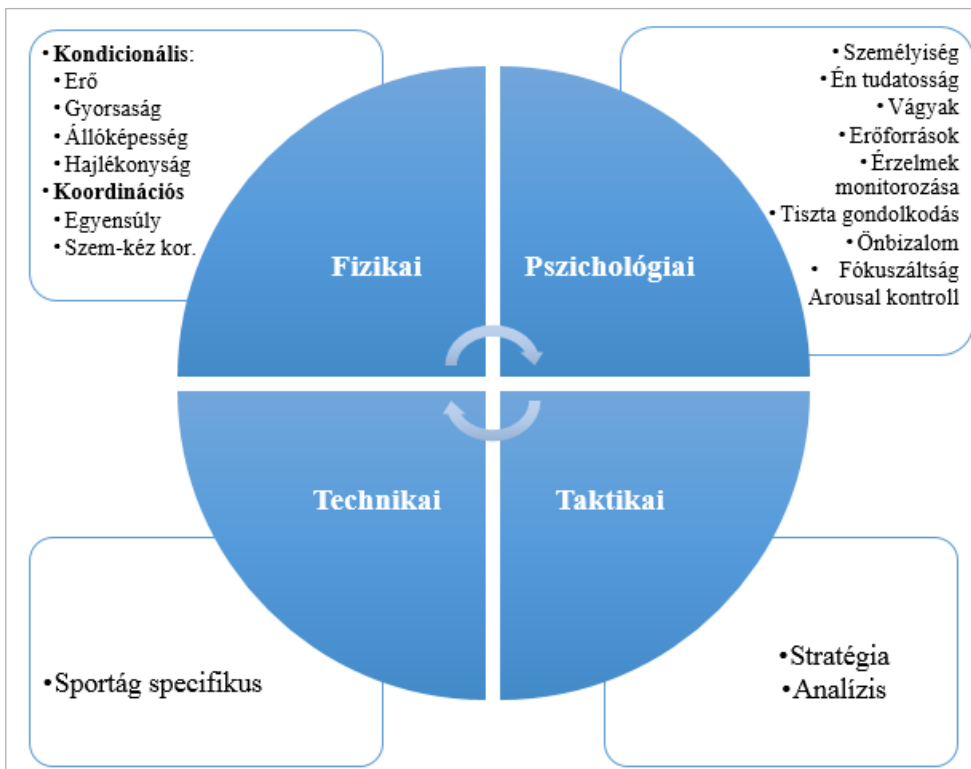 • Kondicionális:
• Erő
• Gyorsaság
• Állóképesség
• Hajlékonyság
• Koordinációs
• Egyensúly
• Szem-kéz kor.
• Személyiség
• Én tudatosság
• Vágyak
• Erőforrások
• Érzelmek
monitorozása
• Tiszta gondolkodás
• Önbizalom
• Fókuszáltság
Arousal kontroll
Fizikai
Pszichológiai
Technikai
Taktikai
• Sportág specifikus
• Stratégia
• Analízis